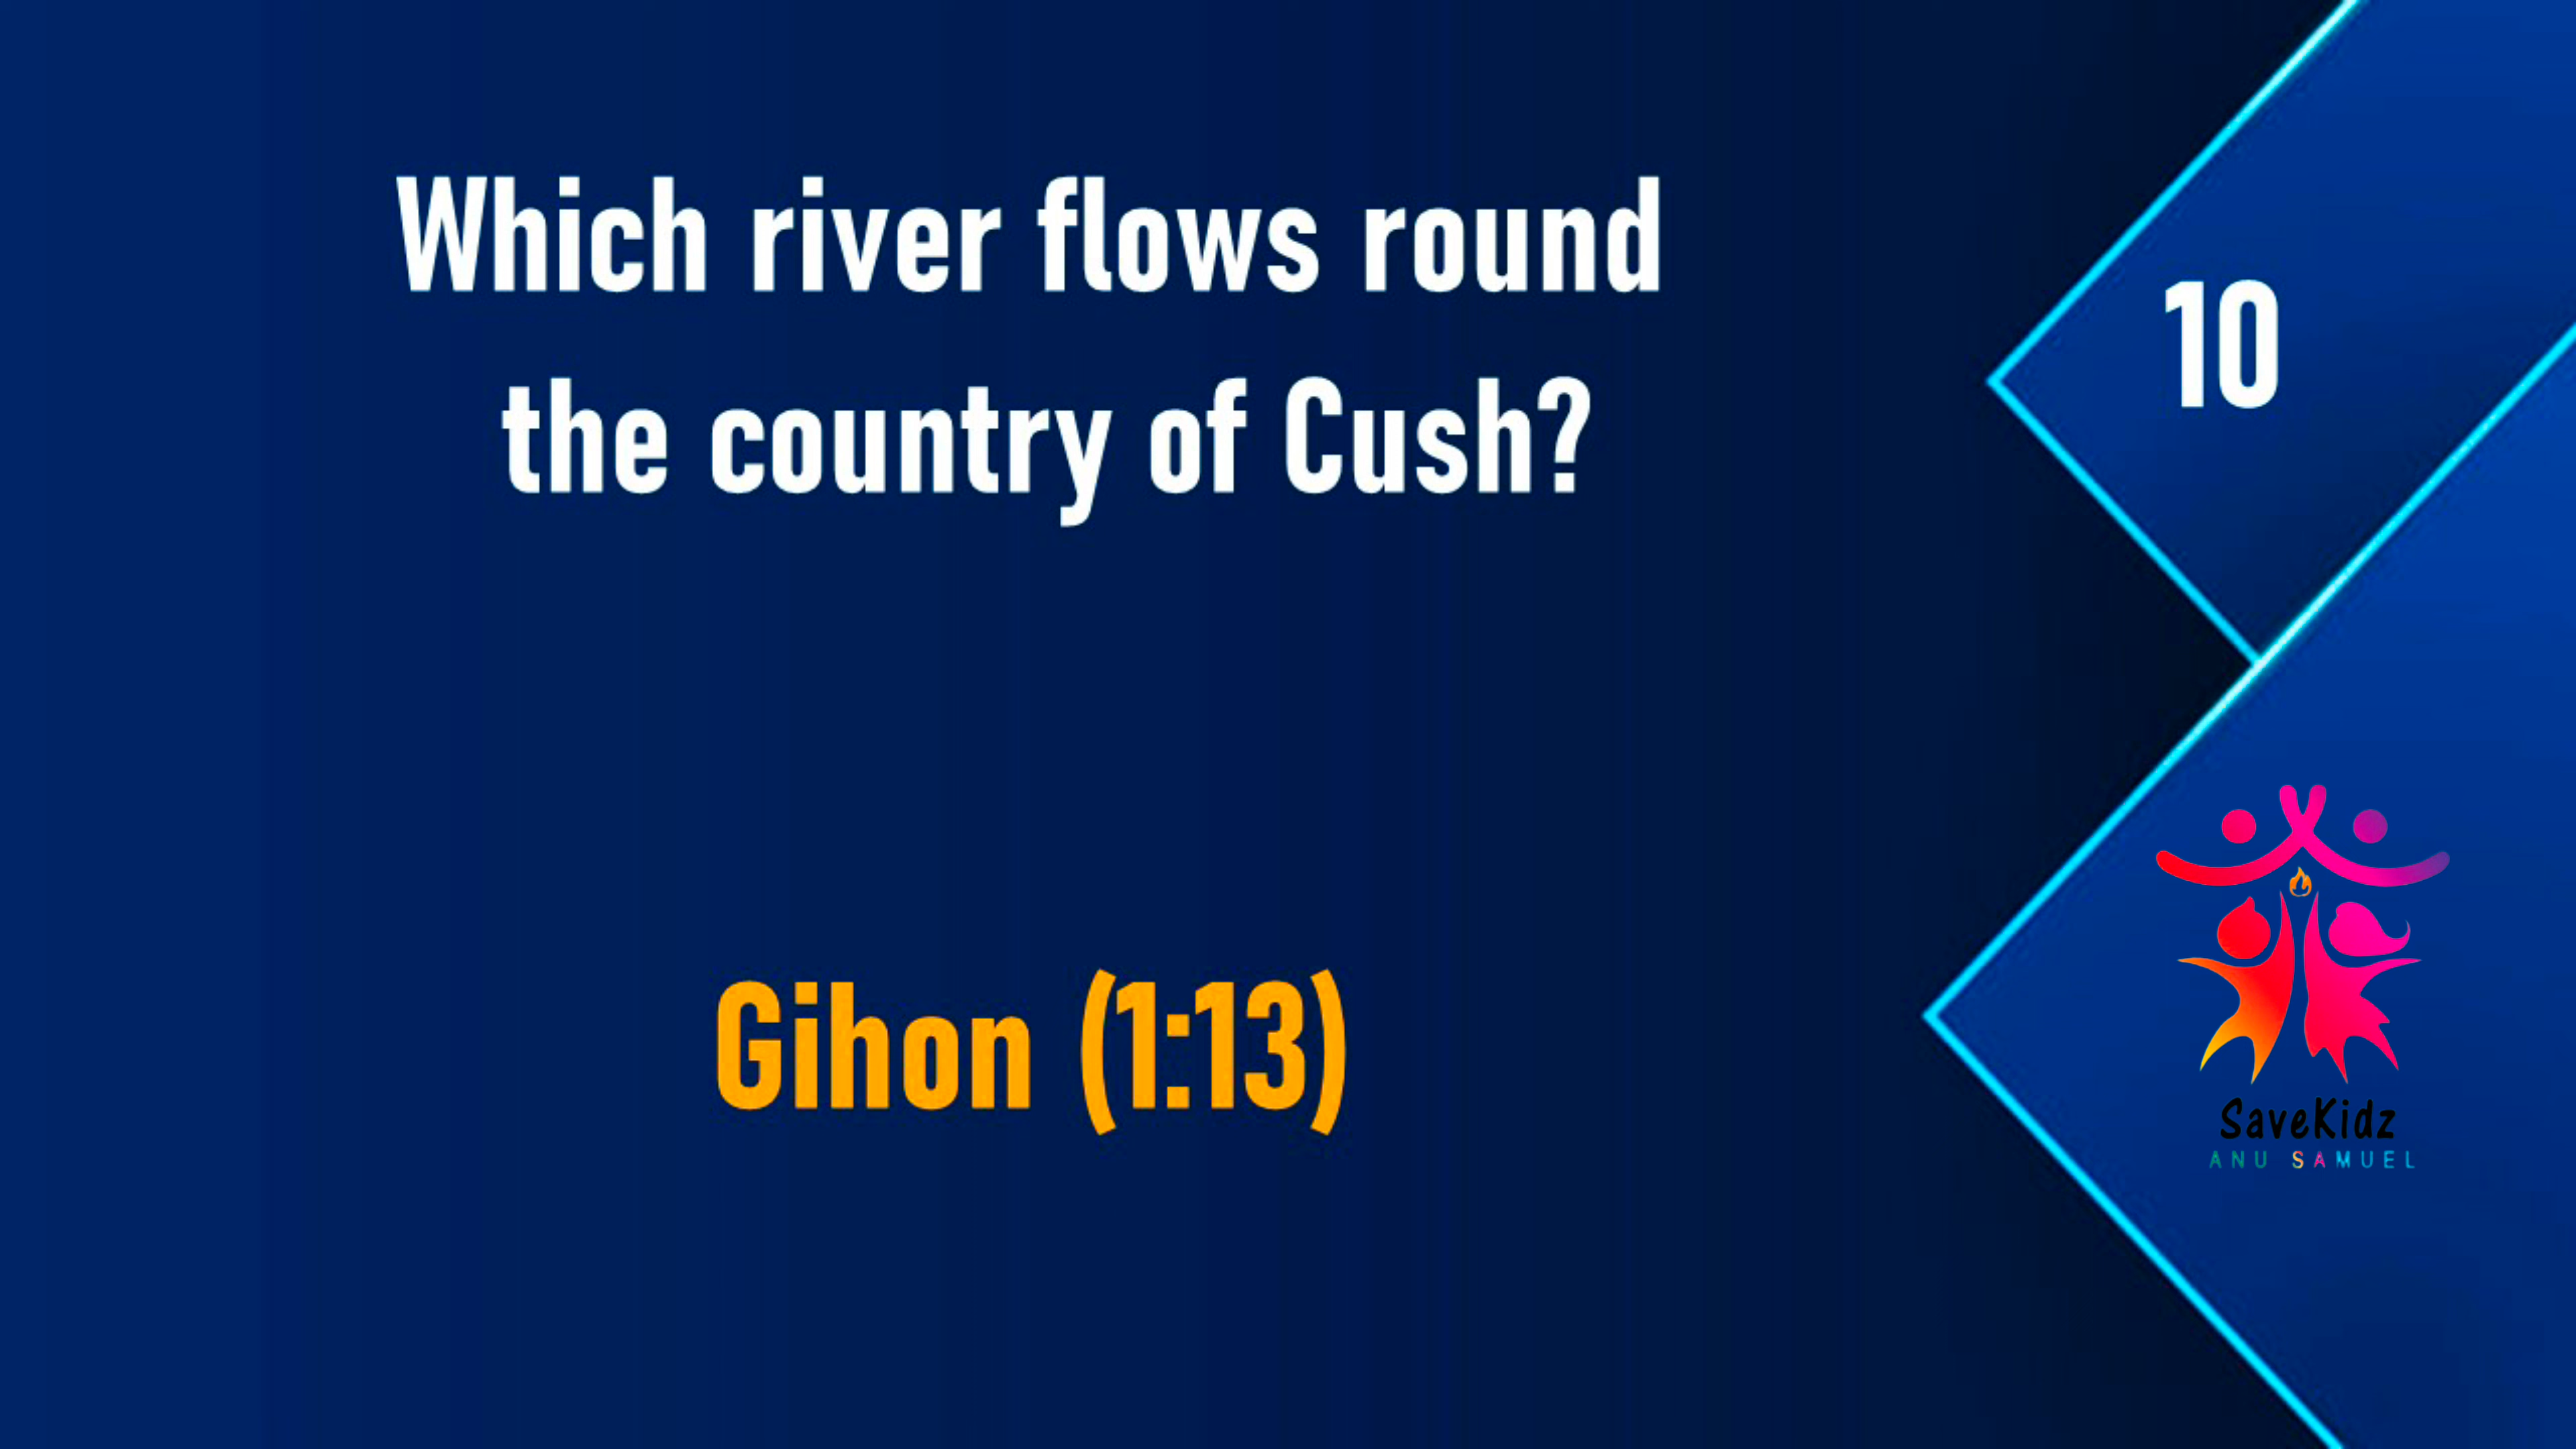 Which river flows round
the country of Cush?
10
Gihon (1:13)
SaveKidz
ANU SAMUEL